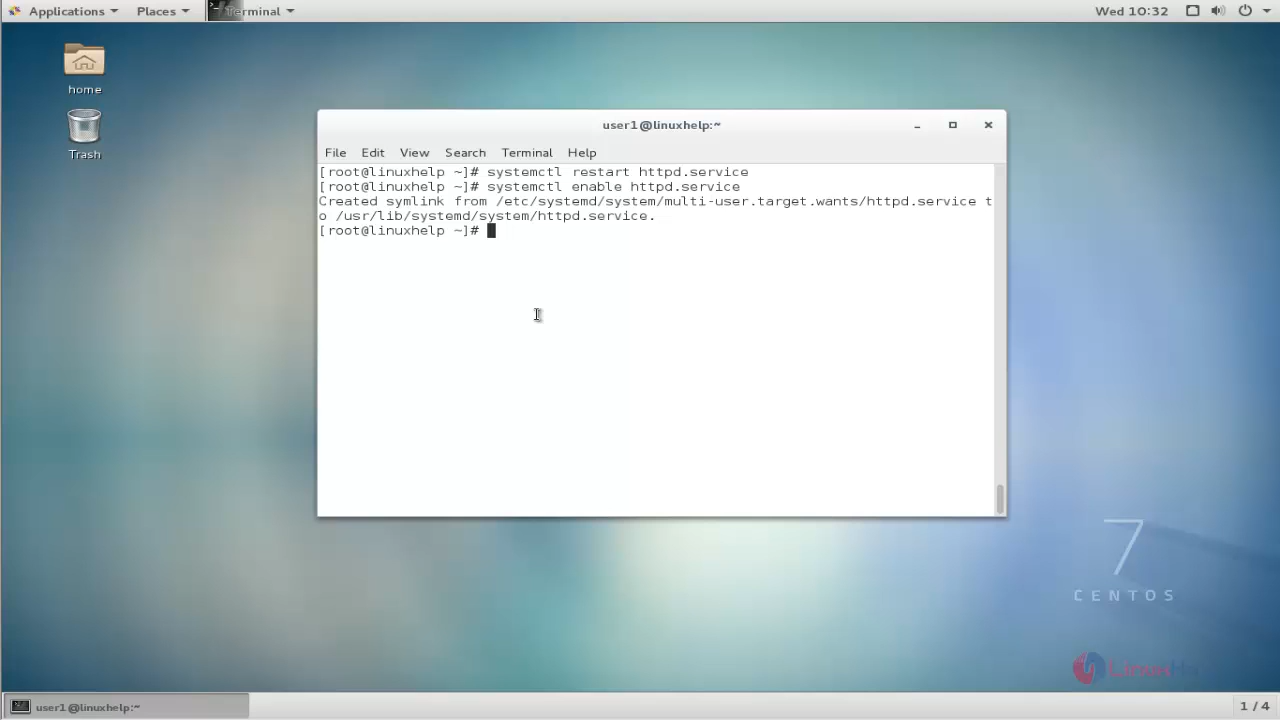 Applications Places Terminal Wed 10:32
home
Trash
user1@linuxhelp:~
File Edit View Search Terminal Help
[root@linuxhelp ~]# systemctl restart httpd.service
[root@linuxhelp ~]# systemctl enable httpd.service
Created symlink from /etc/systemd/system/multi-user.target.wants/httpd.service t
o /usr/lib/systemd/system/httpd.service.
[root@linuxhelp ~]#
7
CENTOS
user1@linuxhelp:~ 1 / 4